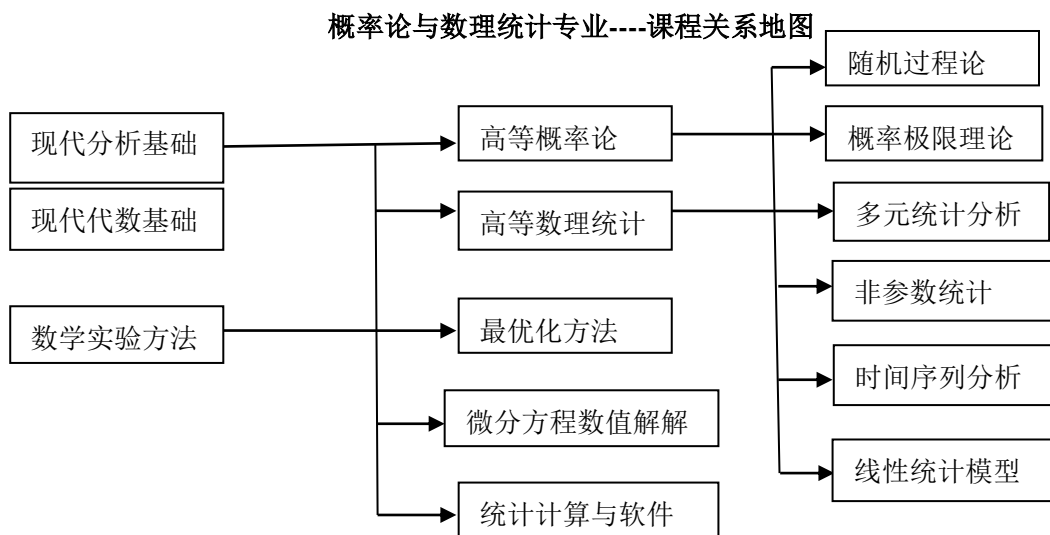 概率论与数理统计专业----课程关系地图
随机过程论
现代分析基础
高等概率论
概率极限理论
现代代数基础
高等数理统计
多元统计分析
非参数统计
数学实验方法
最优化方法
时间序列分析
微分方程数值解解
线性统计模型
统计计算与软件